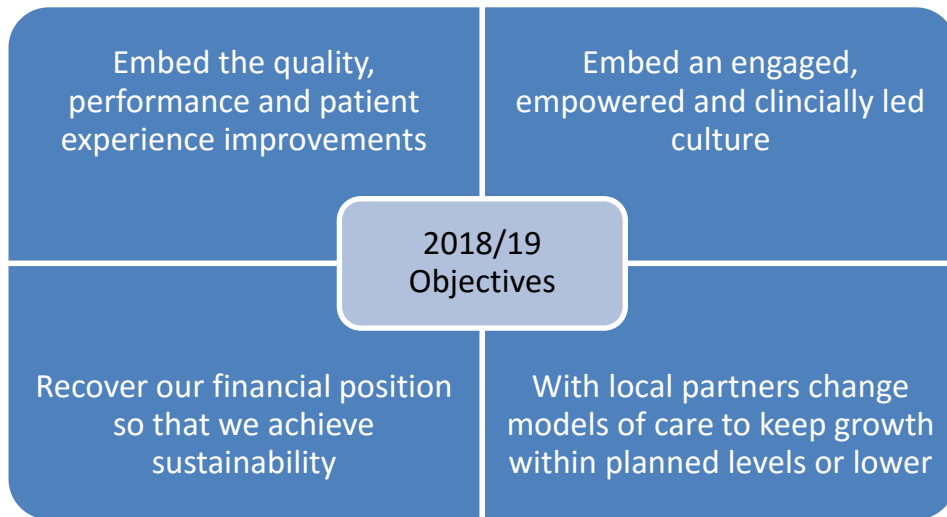 Embed the quality,
performance and patient
experience improvements
Embed an engaged,
empowered and clincially led
culture
2018/19
Objectives
Recover our financial position
so that we achieve
sustainability
With local partners change
models of care to keep growth
within planned levels or lower